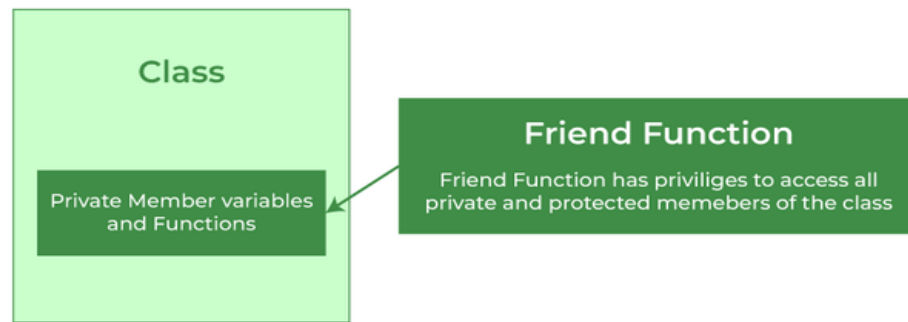 Class
Private Member variables
and Functions
Friend Function
Friend Function has priviliges to access all
private and protected memebers of the class